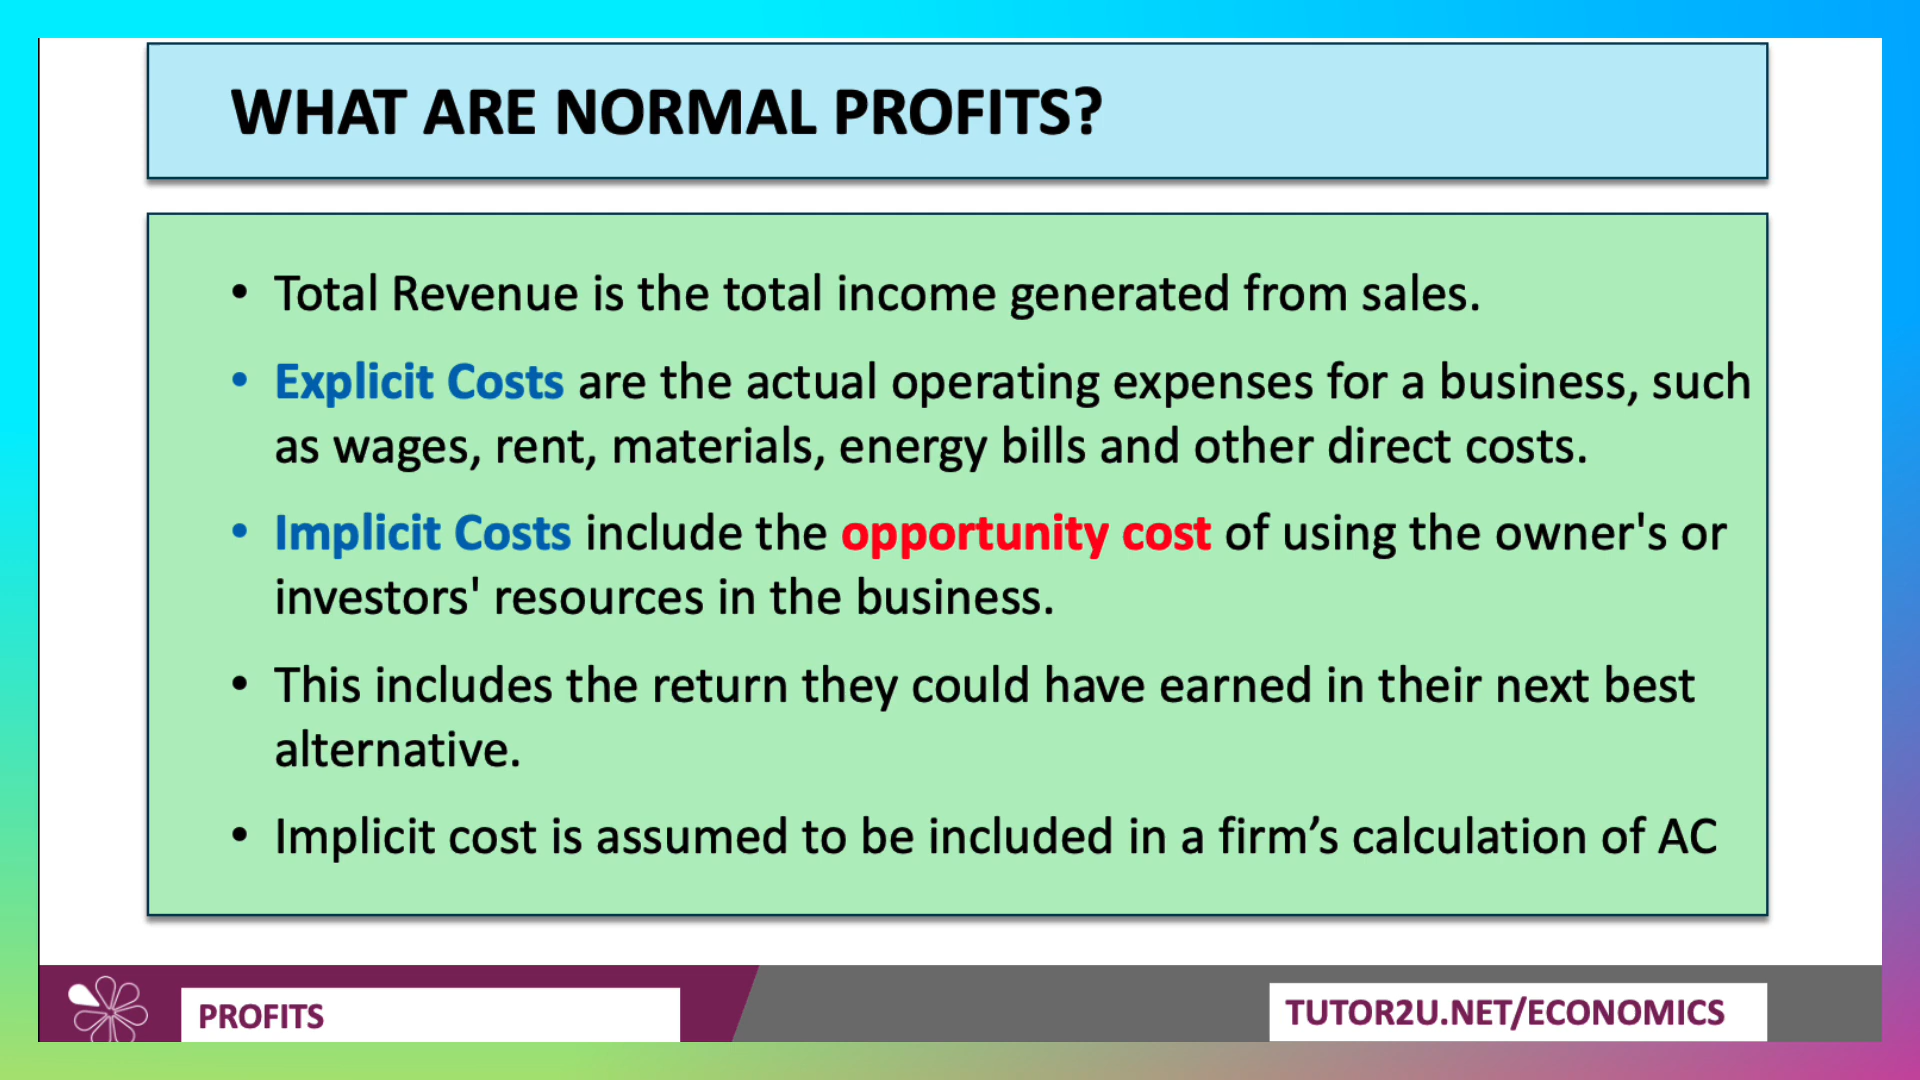 WHAT ARE NORMAL PROFITS?
• Total Revenue is the total income generated from sales.
• Explicit Costs are the actual operating expenses for a business, such
as wages, rent, materials, energy bills and other direct costs.
• Implicit Costs include the opportunity cost of using the owner's or
investors' resources in the business.
• This includes the return they could have earned in their next best
alternative.
• Implicit cost is assumed to be included in a firm’s calculation of AC
PROFITS
TUTOR2U.NET/ECONOMICS